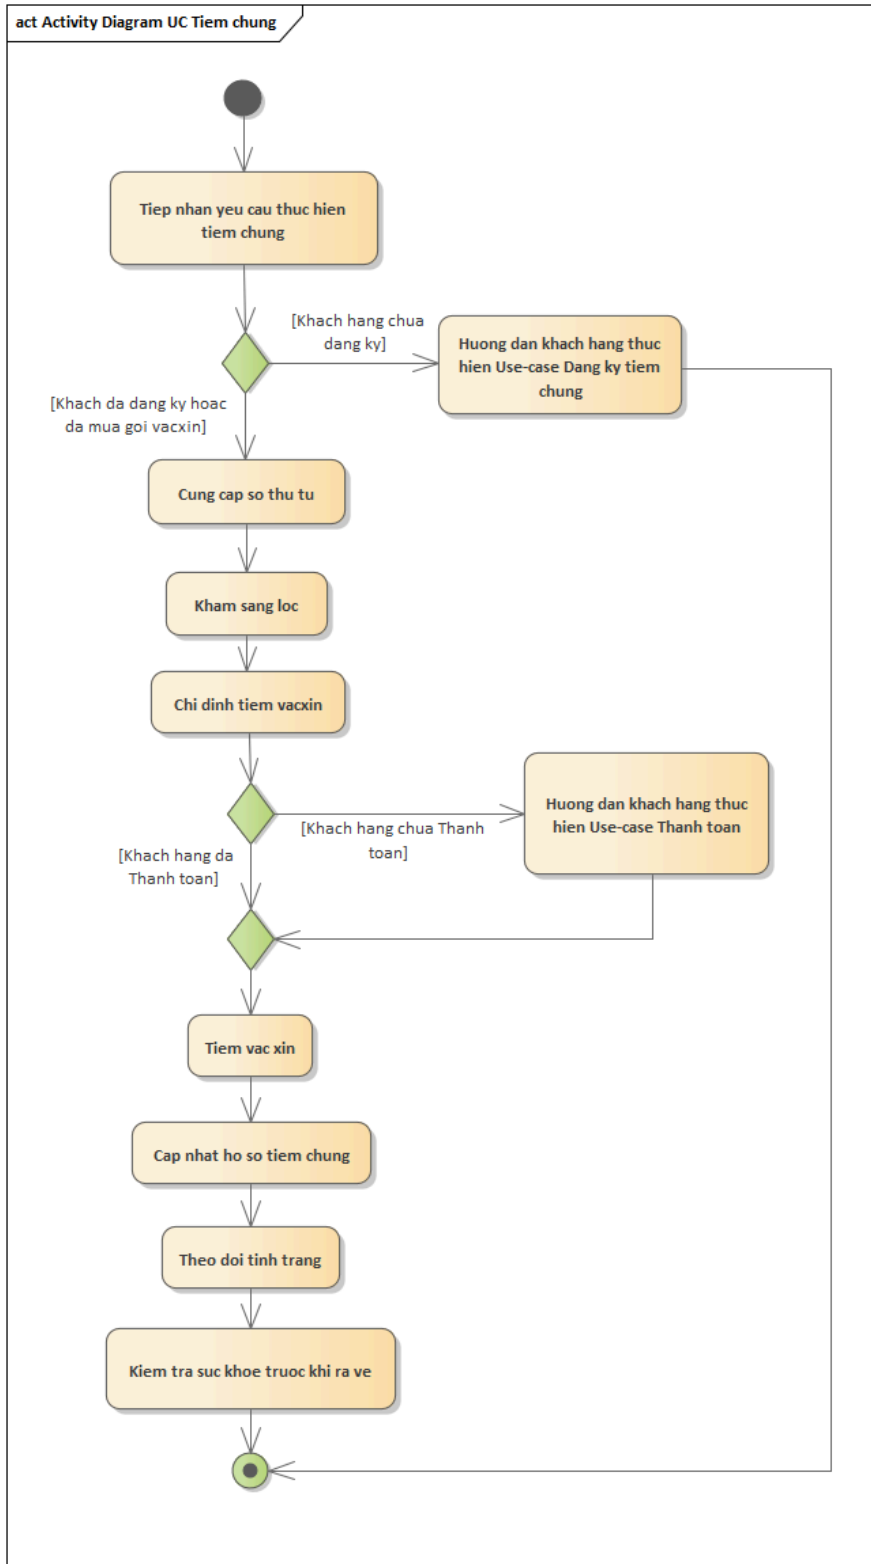 act Activity Diagram UC Tiem chung
Tiep nhan yeu cau thuc hien
tiem chung
[Khach hang chua
dang ky]
Huong dan khach hang thuc
hien Use-case Dang ky tiem
chung
[Khach da dang ky hoac
da mua goi vacxin]
Cung cap so thu tu
Kham sang loc
Chi dinh tiem vacxin
Huong dan khach hang thuc
hien Use-case Thanh toan
[Khach hang chua Thanh
toan]
[Khach hang da
Thanh toan]
Tiem vac xin
Cap nhat ho so tiem chung
Theo doi tinh trang
Kiem tra suc khoe truoc khi ra ve